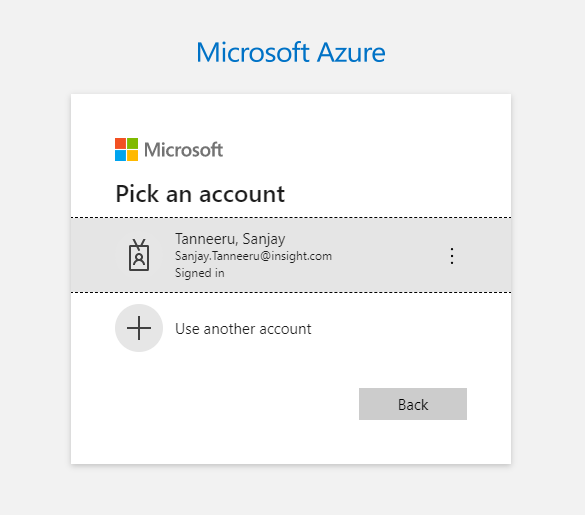 Microsoft Azure
Microsoft
Pick an account
Tanneeru, Sanjay
Sanjay.Tanneeru@insight.com
Signed in
Use another account
Back